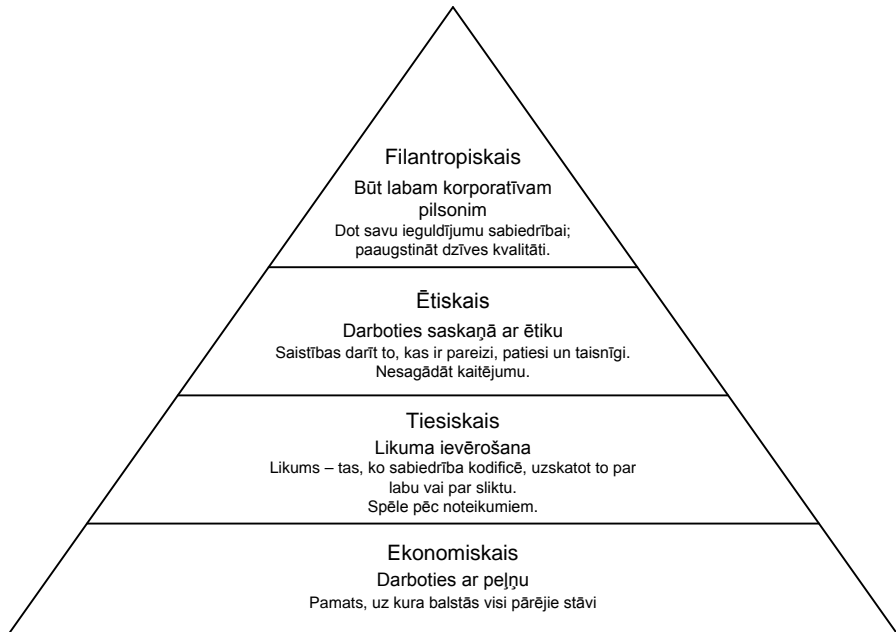 Filantropiskais
Būt labam korporatīvam
pilsonim
Dot savu ieguldījumu sabiedrībai;
paaugstināt dzīves kvalitāti.
Ētiskais
Darboties saskaņā ar ētiku
Saistības darīt to, kas ir pareizi, patiesi un taisnīgi.
Nesagādāt kaitējumu.
Tiesiskais
Likuma ievērošana
Likums – tas, ko sabiedrība kodificē, uzskatot to par
labu vai par sliktu.
Spēle pēc noteikumiem.
Ekonomiskais
Darboties ar peļņu
Pamats, uz kura balstās visi pārējie stāvi